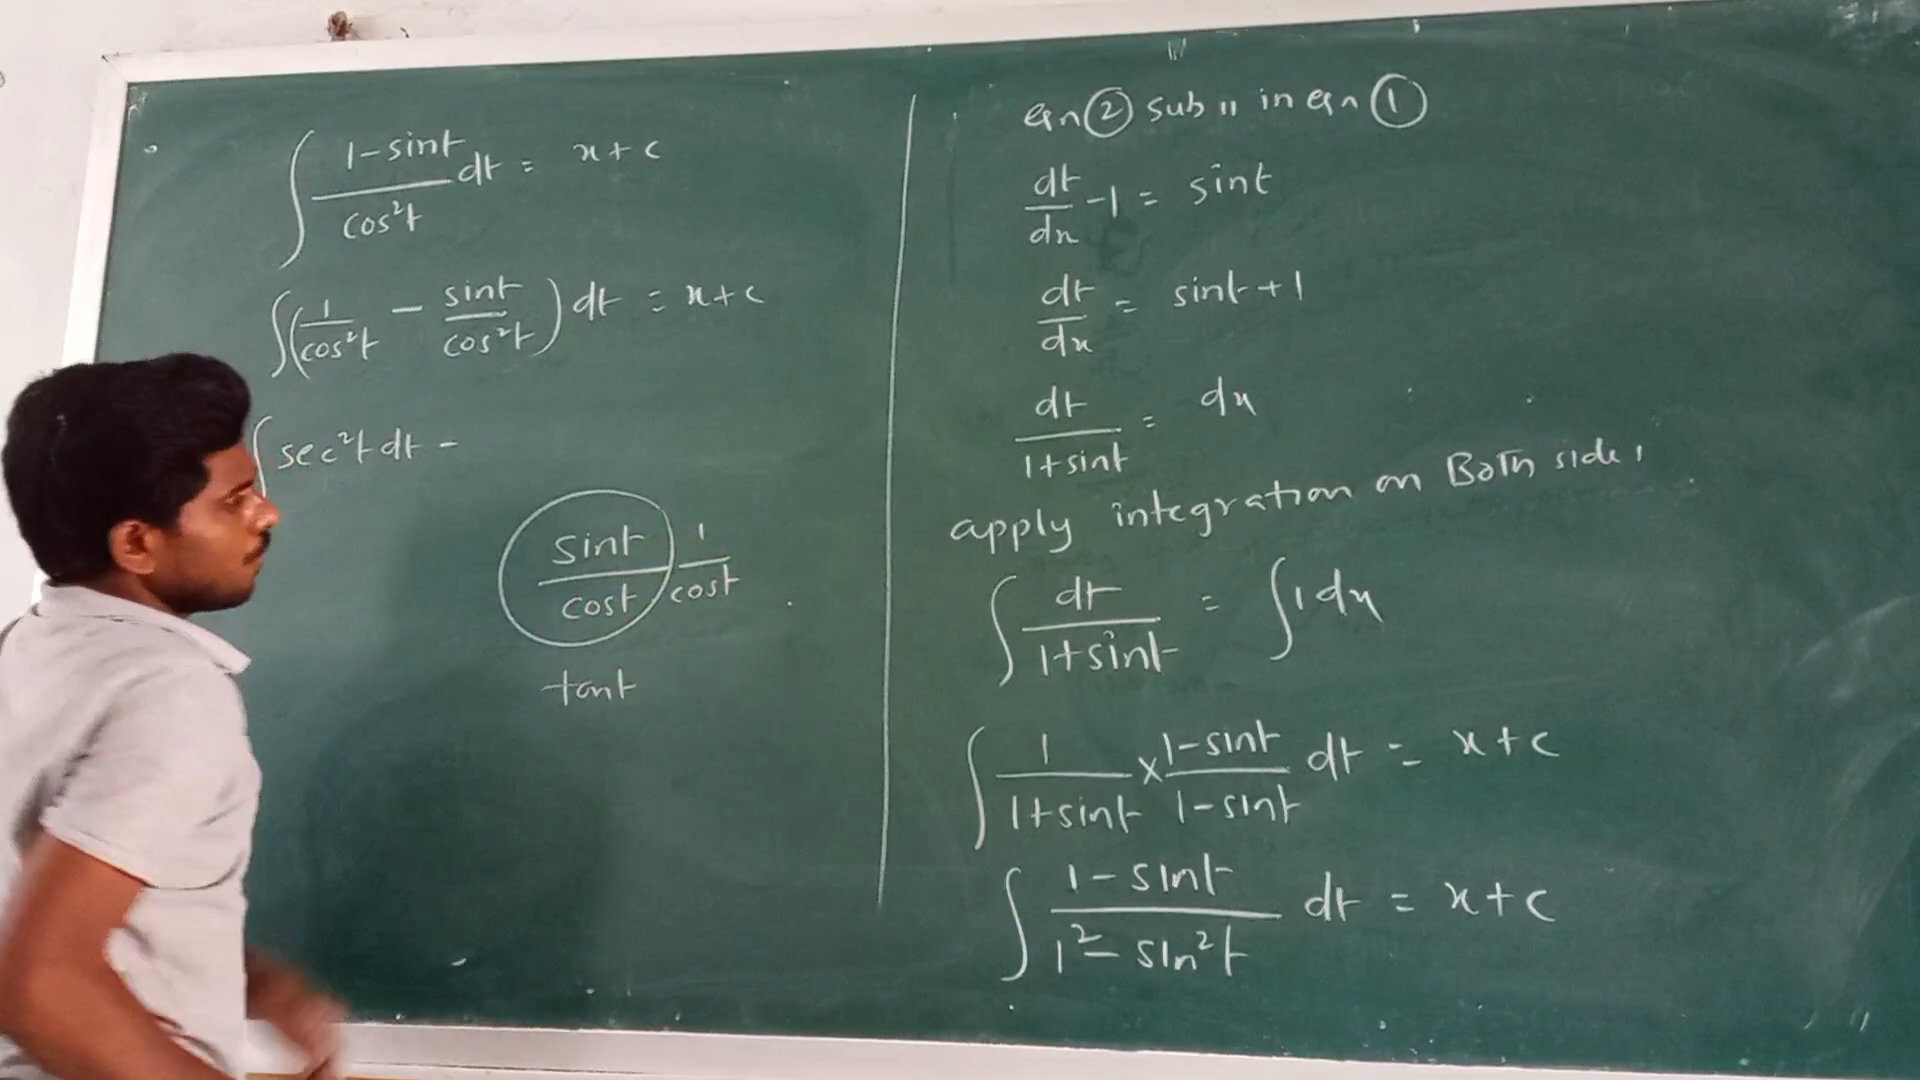 ∫ (1-sint)/(cos²t) dt = x+c
∫ (1/cos²t - sint/cos²t) dt = x+c
∫ sec²t dt -
(sint/cost) 1/cost
tant
eqn ② sub ıı in eqn ①
dt/dx -1 = sint
dt/dx = sint+1
dt/(1+sint) = dx
apply integration on Both side,
∫ dt/(1+sint) = ∫1 dx
∫ 1/(1+sint) × (1-sint)/(1-sint) dt = x+c
∫ (1-sint)/(1²-sin²t) dt = x+c